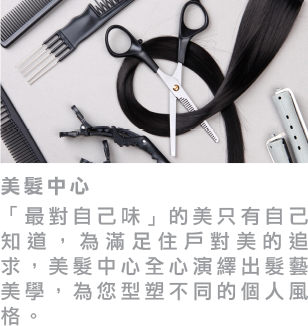 美髮中心
「最對自己味」的美只有自己
知道，為滿足住戶對美的追
求，美髮中心全心演繹出髮藝
美學，為您型塑不同的個人風
格。